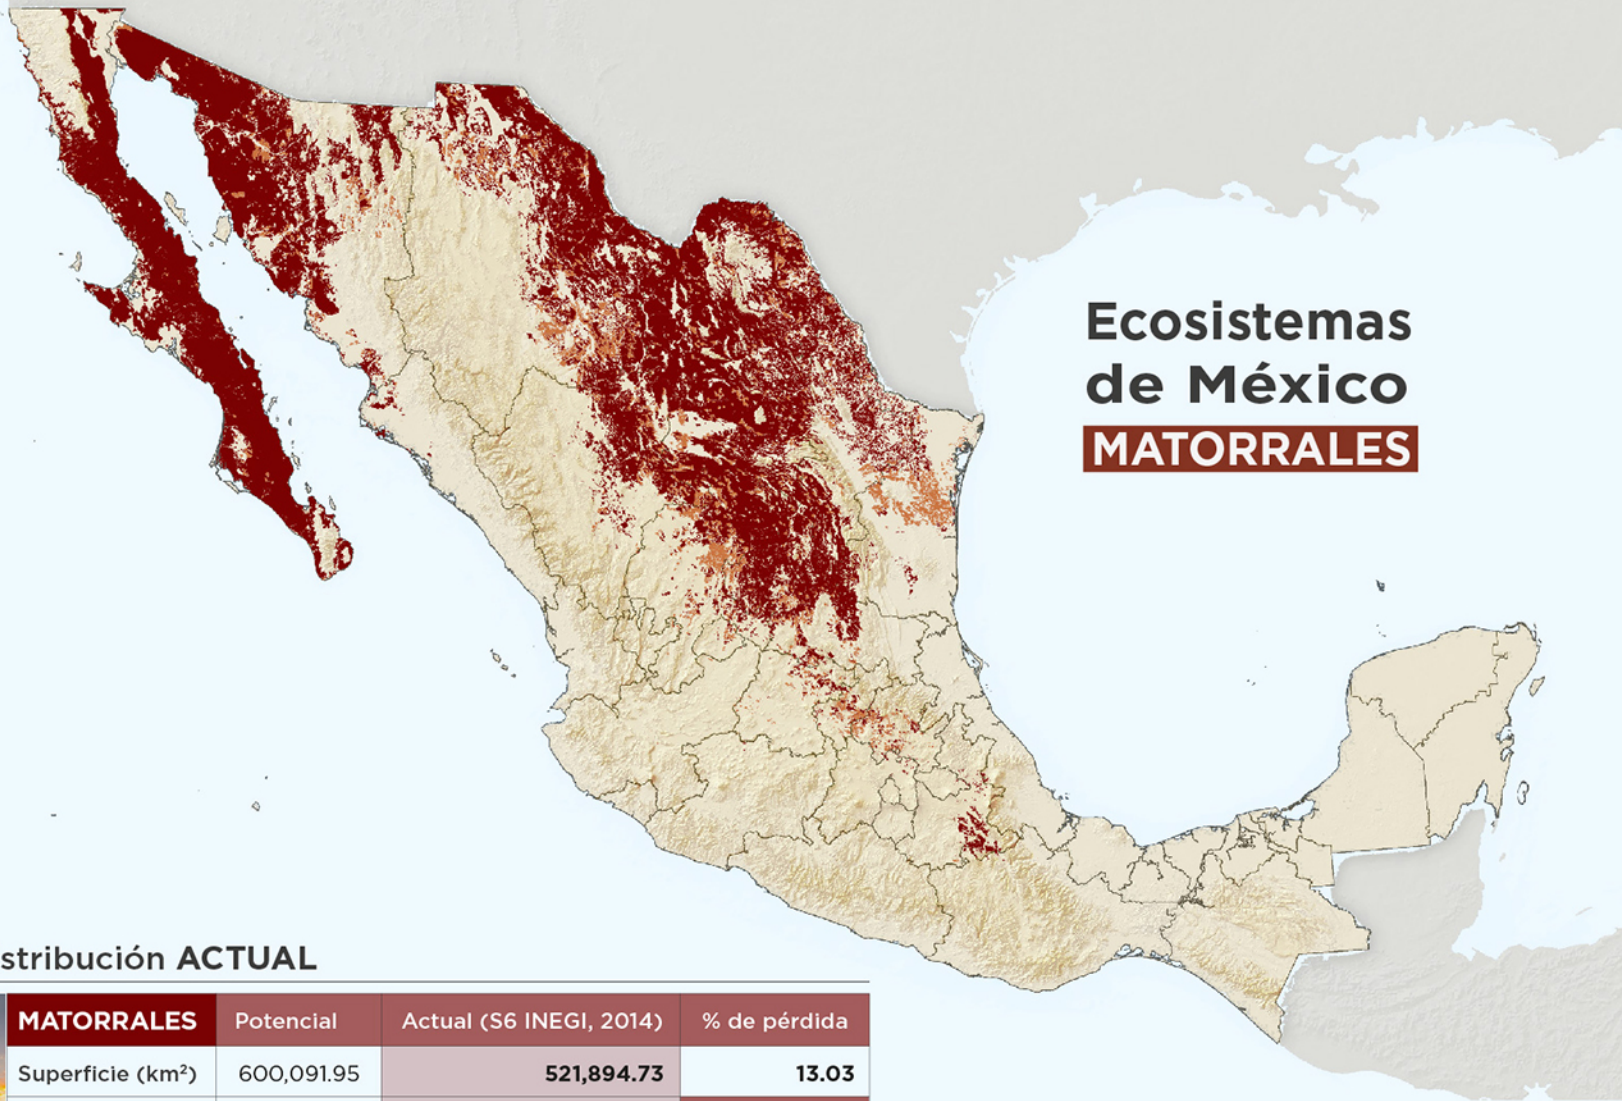 Ecosistemas
de México
MATORRALES
stribución ACTUAL
MATORRALES Potencial Actual (S6 INEGI, 2014) % de pérdida
Superficie (km²) 600,091.95 521,894.73 13.03